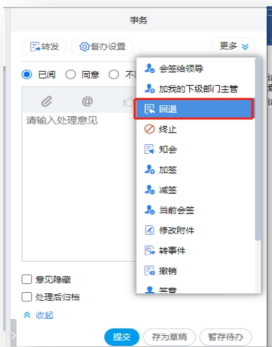 事务
转发 督办设置 更多
已阅 同意 不
会签给领导
加我的下级部门主管
回退
终止
知会
加签
减签
当前会签
修改附件
转事件
撤销
签章
@
请输入处理意见
意见隐藏
处理后归档
收起
提交 存为草稿 暂存待办